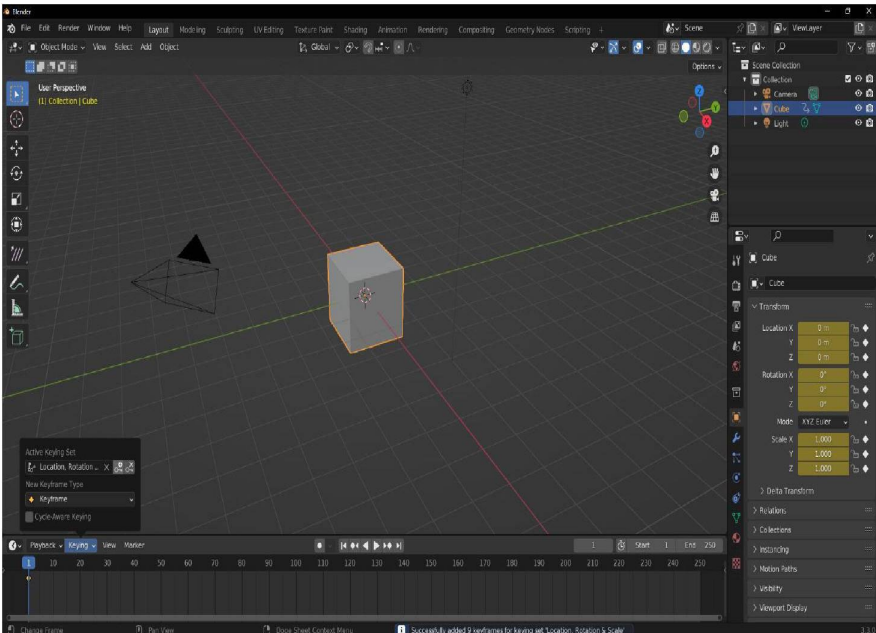 Blender
File Edit Render Window Help Layout Modeling Sculpting UV Editing Texture Paint Shading Animation Rendering Compositing Geometry Nodes Scripting + Scene ViewLayer
Object Mode View Select Add Object Global
Options
User Perspective
(1) Collection | Cube
Scene Collection
Collection
Camera
Cube
Light
Z
Y
X
Cube
Cube
Transform
Location X 0 m
Y 0 m
Z 0 m
Rotation X 0°
Y 0°
Z 0°
Mode XYZ Euler
Scale X 1.000
Y 1.000
Z 1.000
Delta Transform
Relations
Collections
Instancing
Motion Paths
Visibility
Viewport Display
Active Keying Set
Location, Rotation ...
New Keyframe Type
Keyframe
Cycle-Aware Keying
Playback Keying View Marker 1 Start 1 End 250
1 10 20 30 40 50 60 70 80 90 100 110 120 130 140 150 160 170 180 190 200 210 220 230 240 250
Change Frame Pan View Dope Sheet Context Menu Successfully added 9 keyframes for keying set 'Location, Rotation & Scale' 3.3.0